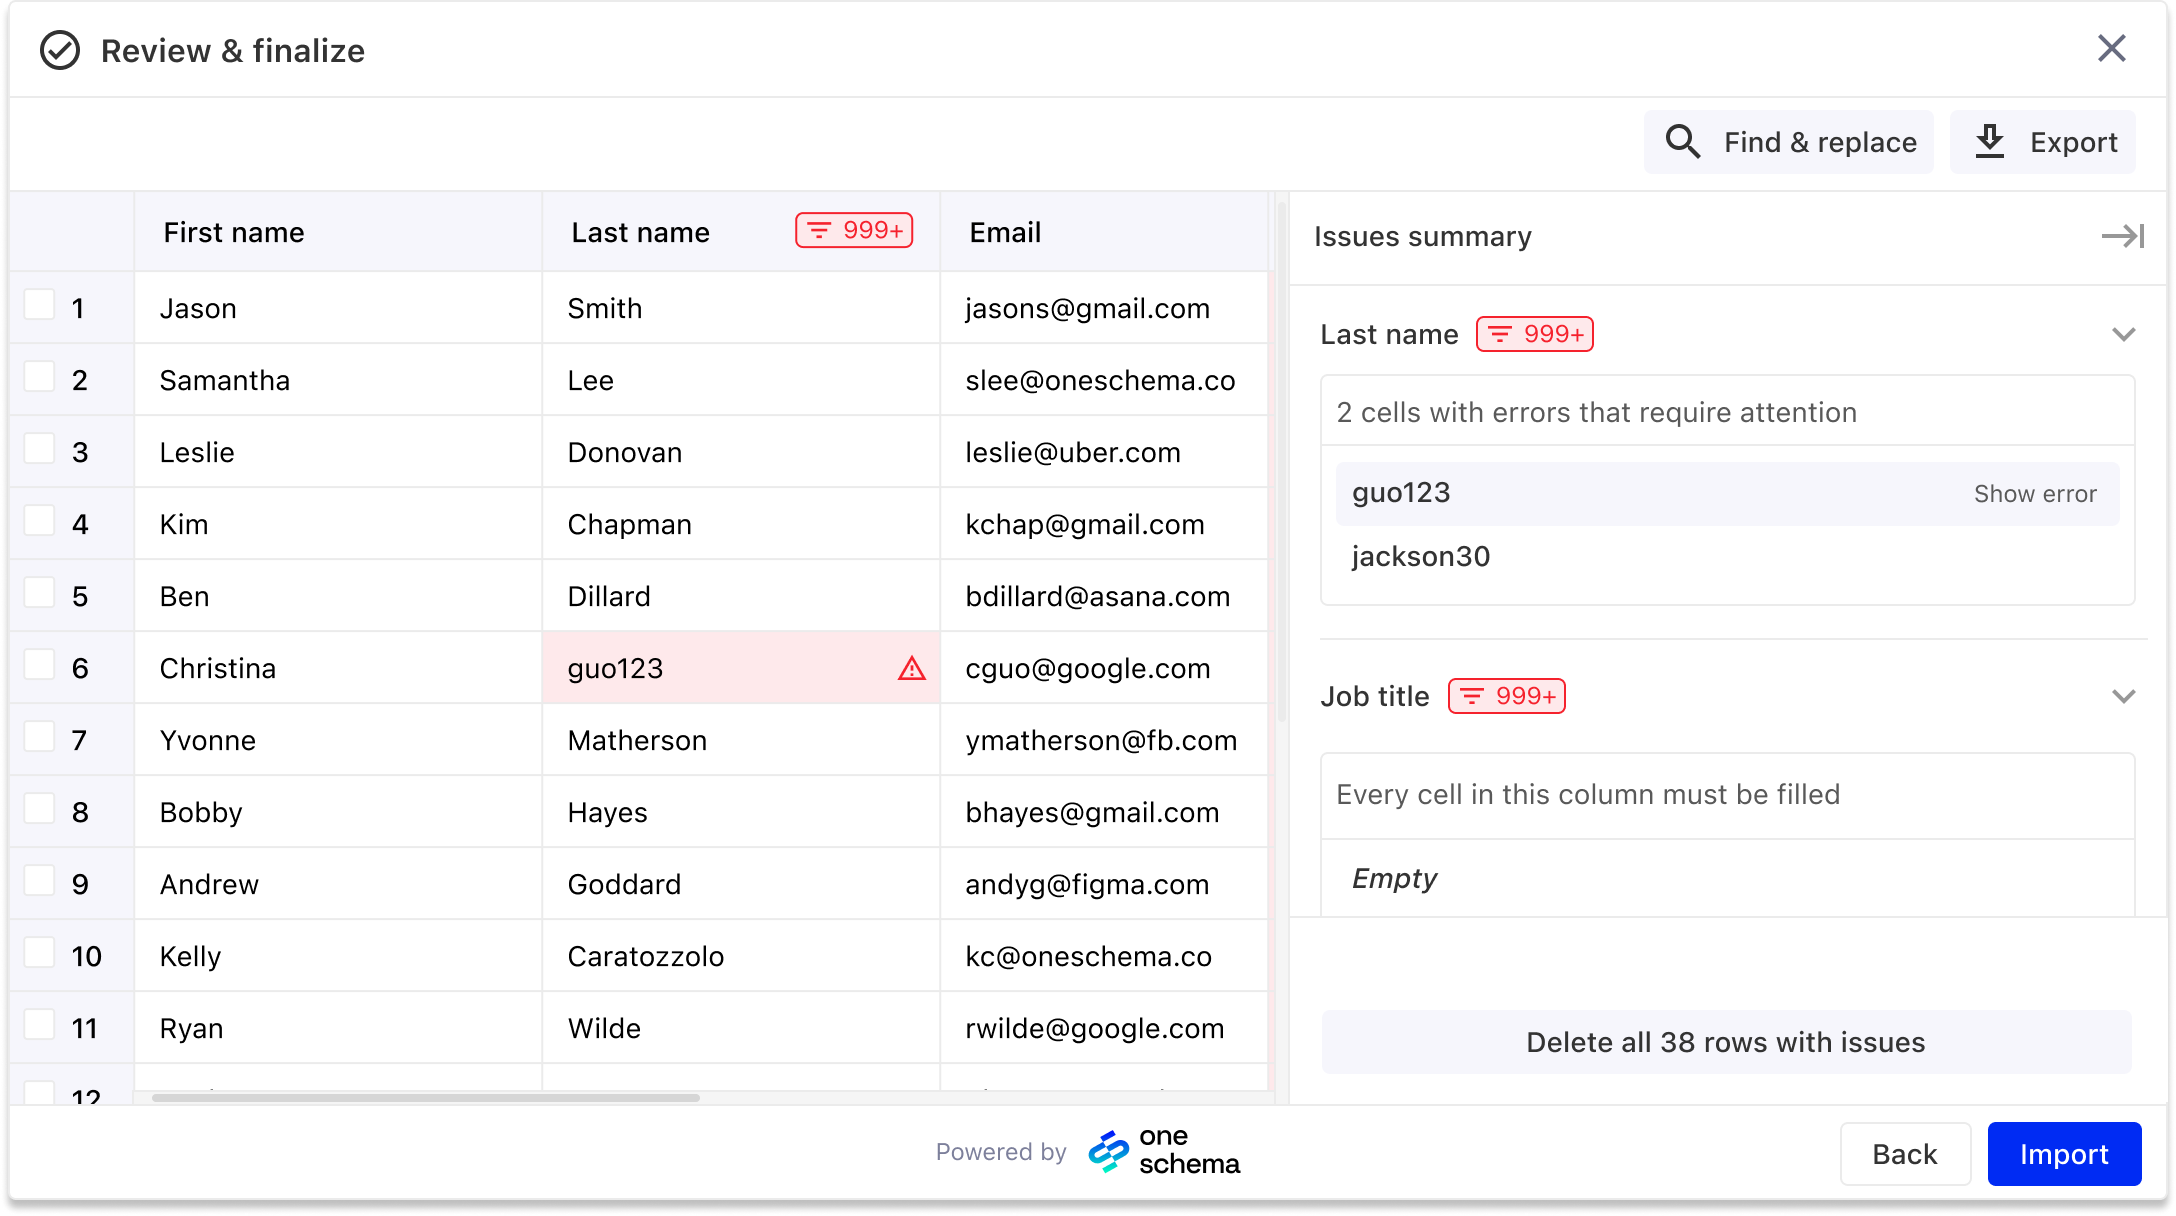 Review & finalize
Find & replace
Export
First name Last name 999+ Email
1 Jason Smith jasons@gmail.com
2 Samantha Lee slee@oneschema.co
3 Leslie Donovan leslie@uber.com
4 Kim Chapman kchap@gmail.com
5 Ben Dillard bdillard@asana.com
6 Christina guo123 cguo@google.com
7 Yvonne Matherson ymatherson@fb.com
8 Bobby Hayes bhayes@gmail.com
9 Andrew Goddard andyg@figma.com
10 Kelly Caratozzolo kc@oneschema.co
11 Ryan Wilde rwilde@google.com
12
Issues summary
Last name 999+
2 cells with errors that require attention
guo123 Show error
jackson30
Job title 999+
Every cell in this column must be filled
Empty
Delete all 38 rows with issues
Powered by
one
schema
Back
Import